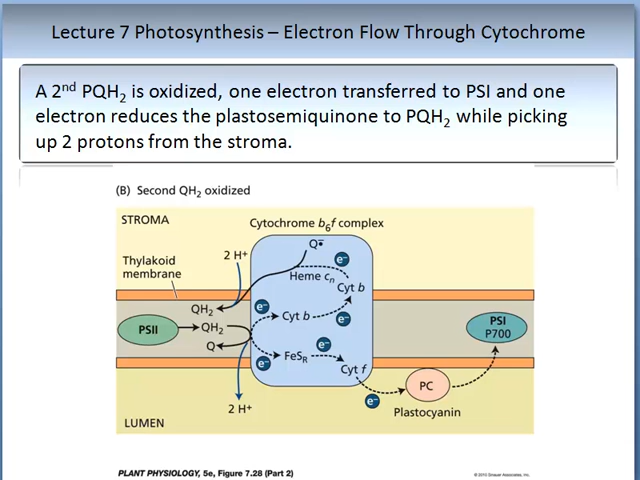 Lecture 7 Photosynthesis – Electron Flow Through Cytochrome
A 2nd PQH2 is oxidized, one electron transferred to PSI and one
electron reduces the plastosemiquinone to PQH2 while picking
up 2 protons from the stroma.
(B) Second QH2 oxidized
STROMA
Cytochrome b6f complex
Q•−
2 H+
e−
Thylakoid
membrane
Heme cn
Cyt b
QH2
e−
PSII
QH2
Cyt b
e−
PSI
P700
Q
e−
FeSR
e−
Cyt f
PC
2 H+
e−
Plastocyanin
LUMEN
PLANT PHYSIOLOGY, 5e, Figure 7.28 (Part 2)
© 2010 Sinauer Associates, Inc.